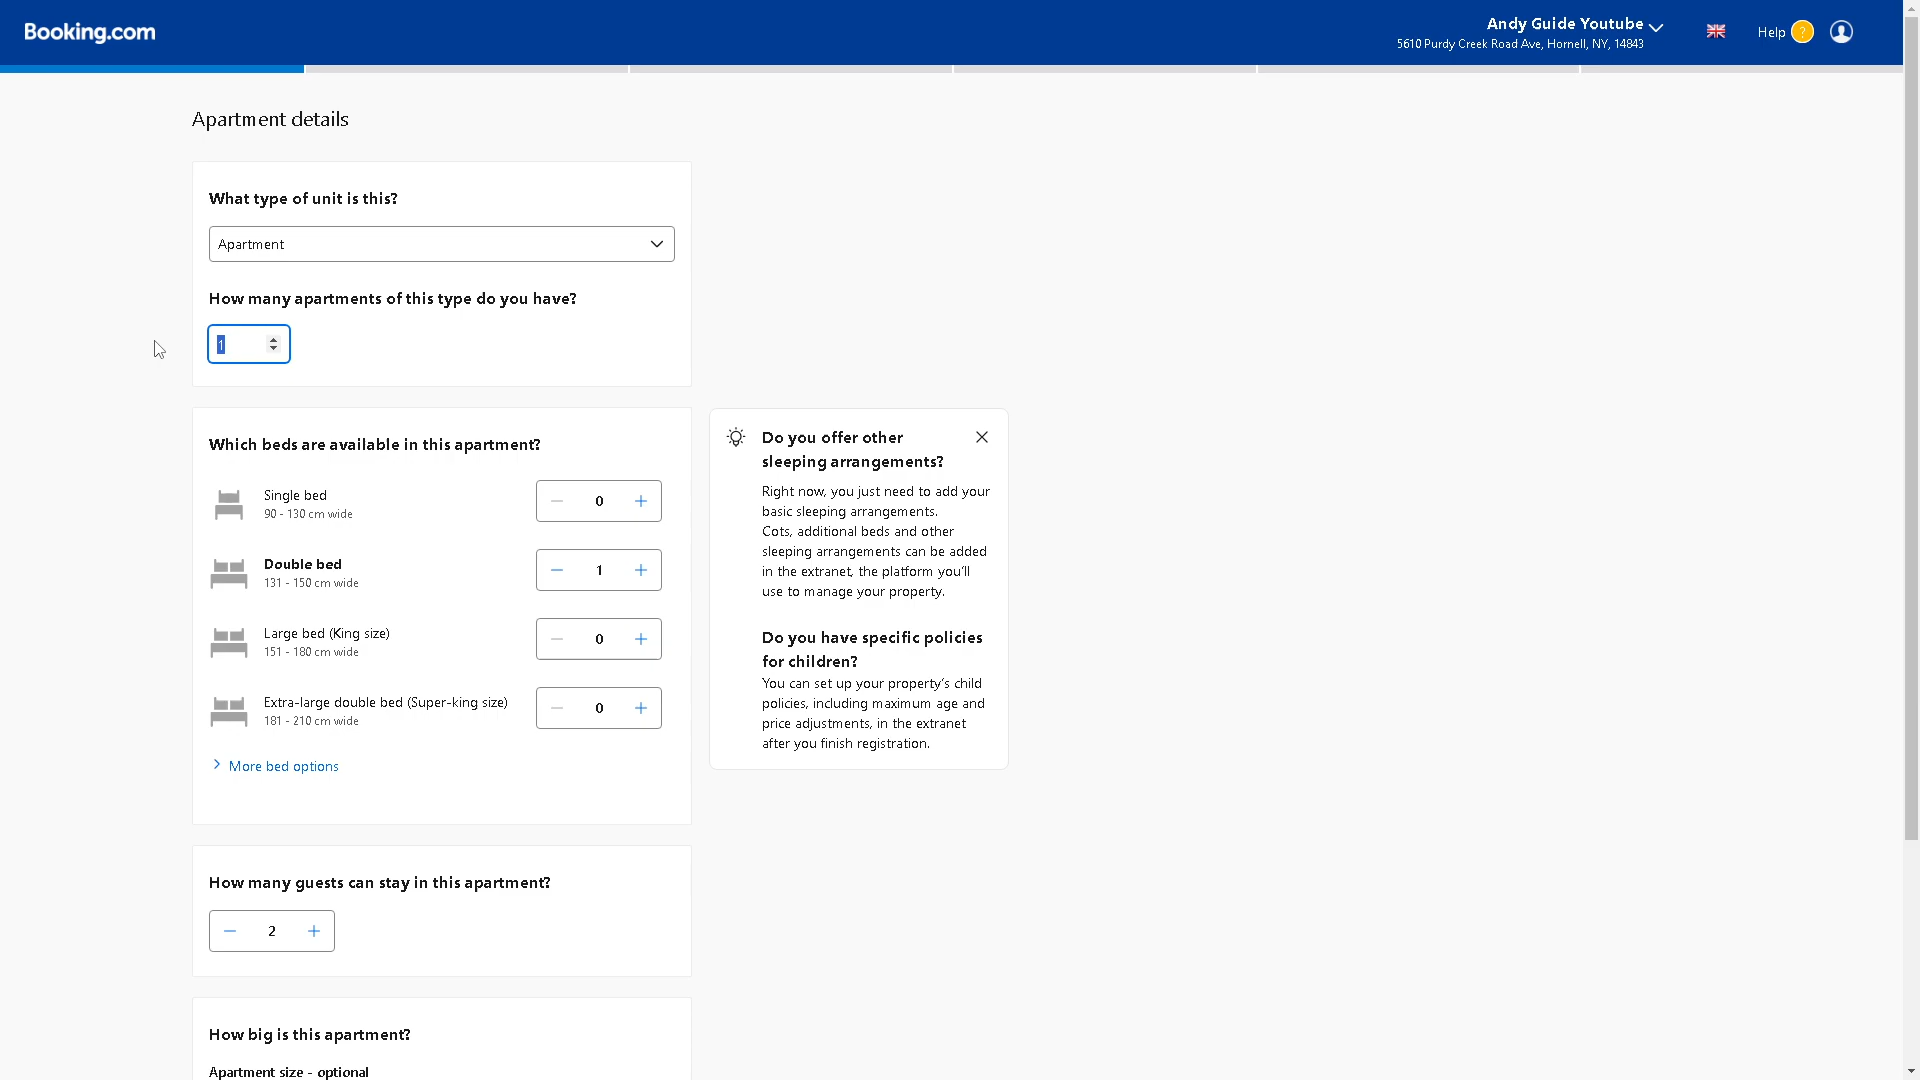 Booking.com
Andy Guide Youtube
5610 Purdy Creek Road Ave, Hornell, NY, 14843
Help ?
Apartment details
What type of unit is this?
Apartment
How many apartments of this type do you have?
1
Which beds are available in this apartment?
Single bed
90 - 130 cm wide
0
Double bed
131 - 150 cm wide
1
Large bed (King size)
151 - 180 cm wide
0
Extra-large double bed (Super-king size)
181 - 210 cm wide
0
More bed options
Do you offer other
sleeping arrangements?
Right now, you just need to add your
basic sleeping arrangements.
Cots, additional beds and other
sleeping arrangements can be added
in the extranet, the platform you'll
use to manage your property.
Do you have specific policies
for children?
You can set up your property's child
policies, including maximum age and
price adjustments, in the extranet
after you finish registration.
How many guests can stay in this apartment?
2
How big is this apartment?
Apartment size - optional